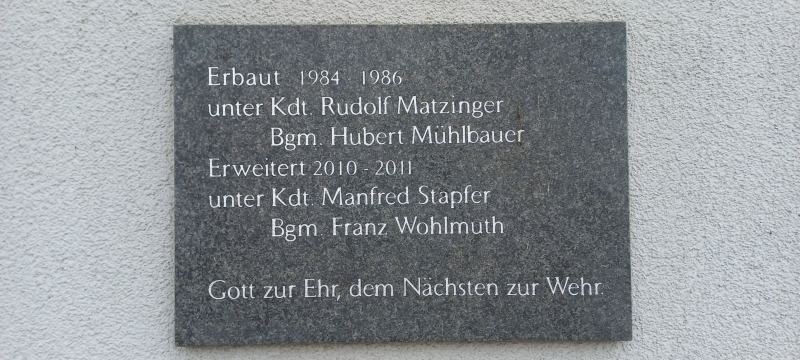 Erbaut 1984 1986
unter Kdt. Rudolf Matzinger
Bgm. Hubert Mühlbauer
Erweitert 2010 - 2011
unter Kdt. Manfred Stapfer
Bgm. Franz Wohlmuth
Gott zur Ehr, dem Nächsten zur Wehr.